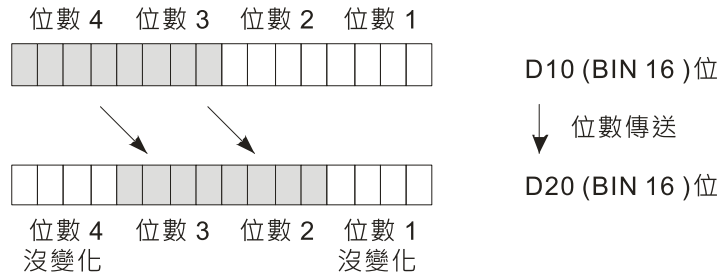 位數 4 位數 3 位數 2 位數 1
D10 (BIN 16 )位
位數傳送
D20 (BIN 16 )位
位數 4 位數 3 位數 2 位數 1
沒變化 沒變化